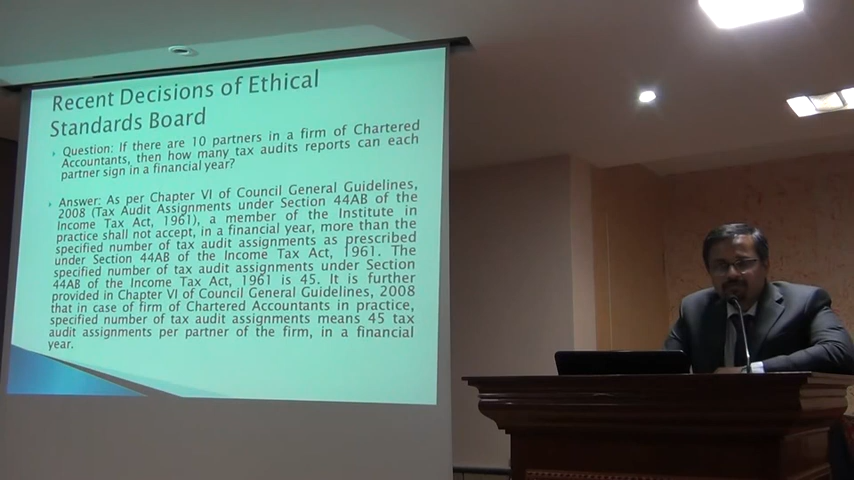 Recent Decisions of Ethical
Standards Board
Question: If there are 10 partners in a firm of Chartered
Accountants, then how many tax audits reports can each
partner sign in a financial year?
Answer: As per Chapter VI of Council General Guidelines,
2008 (Tax Audit Assignments under Section 44AB of the
Income Tax Act, 1961), a member of the Institute in
practice shall not accept, in a financial year, more than the
specified number of tax audit assignments as prescribed
under Section 44AB of the Income Tax Act, 1961. The
specified number of tax audit assignments under Section
44AB of the Income Tax Act, 1961 is 45. It is further
provided in Chapter VI of Council General Guidelines, 2008
that in case of firm of Chartered Accountants in practice,
specified number of tax audit assignments means 45 tax
audit assignments per partner of the firm, in a financial
year.